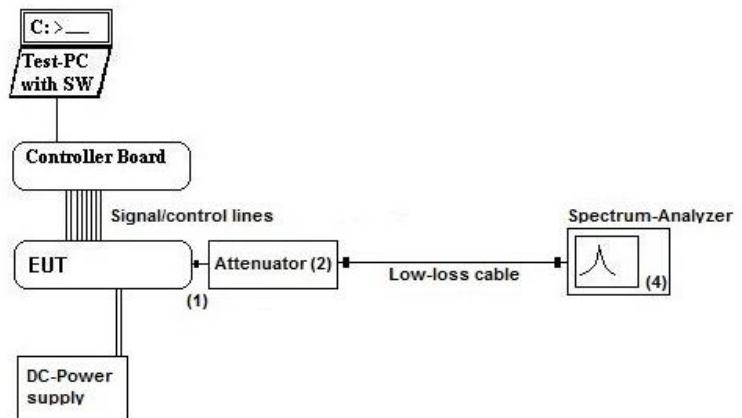 C:>__
Test-PC
with SW
Controller Board
Signal/control lines
Spectrum-Analyzer
EUT
Attenuator (2)
Low-loss cable
(4)
(1)
DC-Power
supply